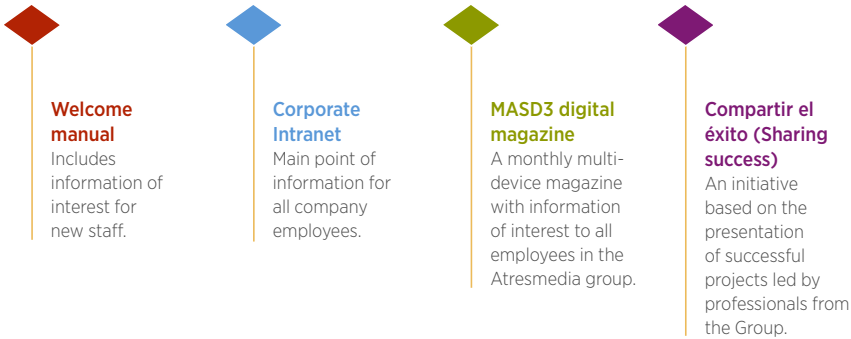 Welcome
manual
Includes
information of
interest for
new staff.
Corporate
Intranet
Main point of
information for
all company
employees.
MASD3 digital
magazine
A monthly multi-
device magazine
with information
of interest to all
employees in the
Atresmedia group.
Compartir el
éxito (Sharing
success)
An initiative
based on the
presentation
of successful
projects led by
professionals from
the Group.